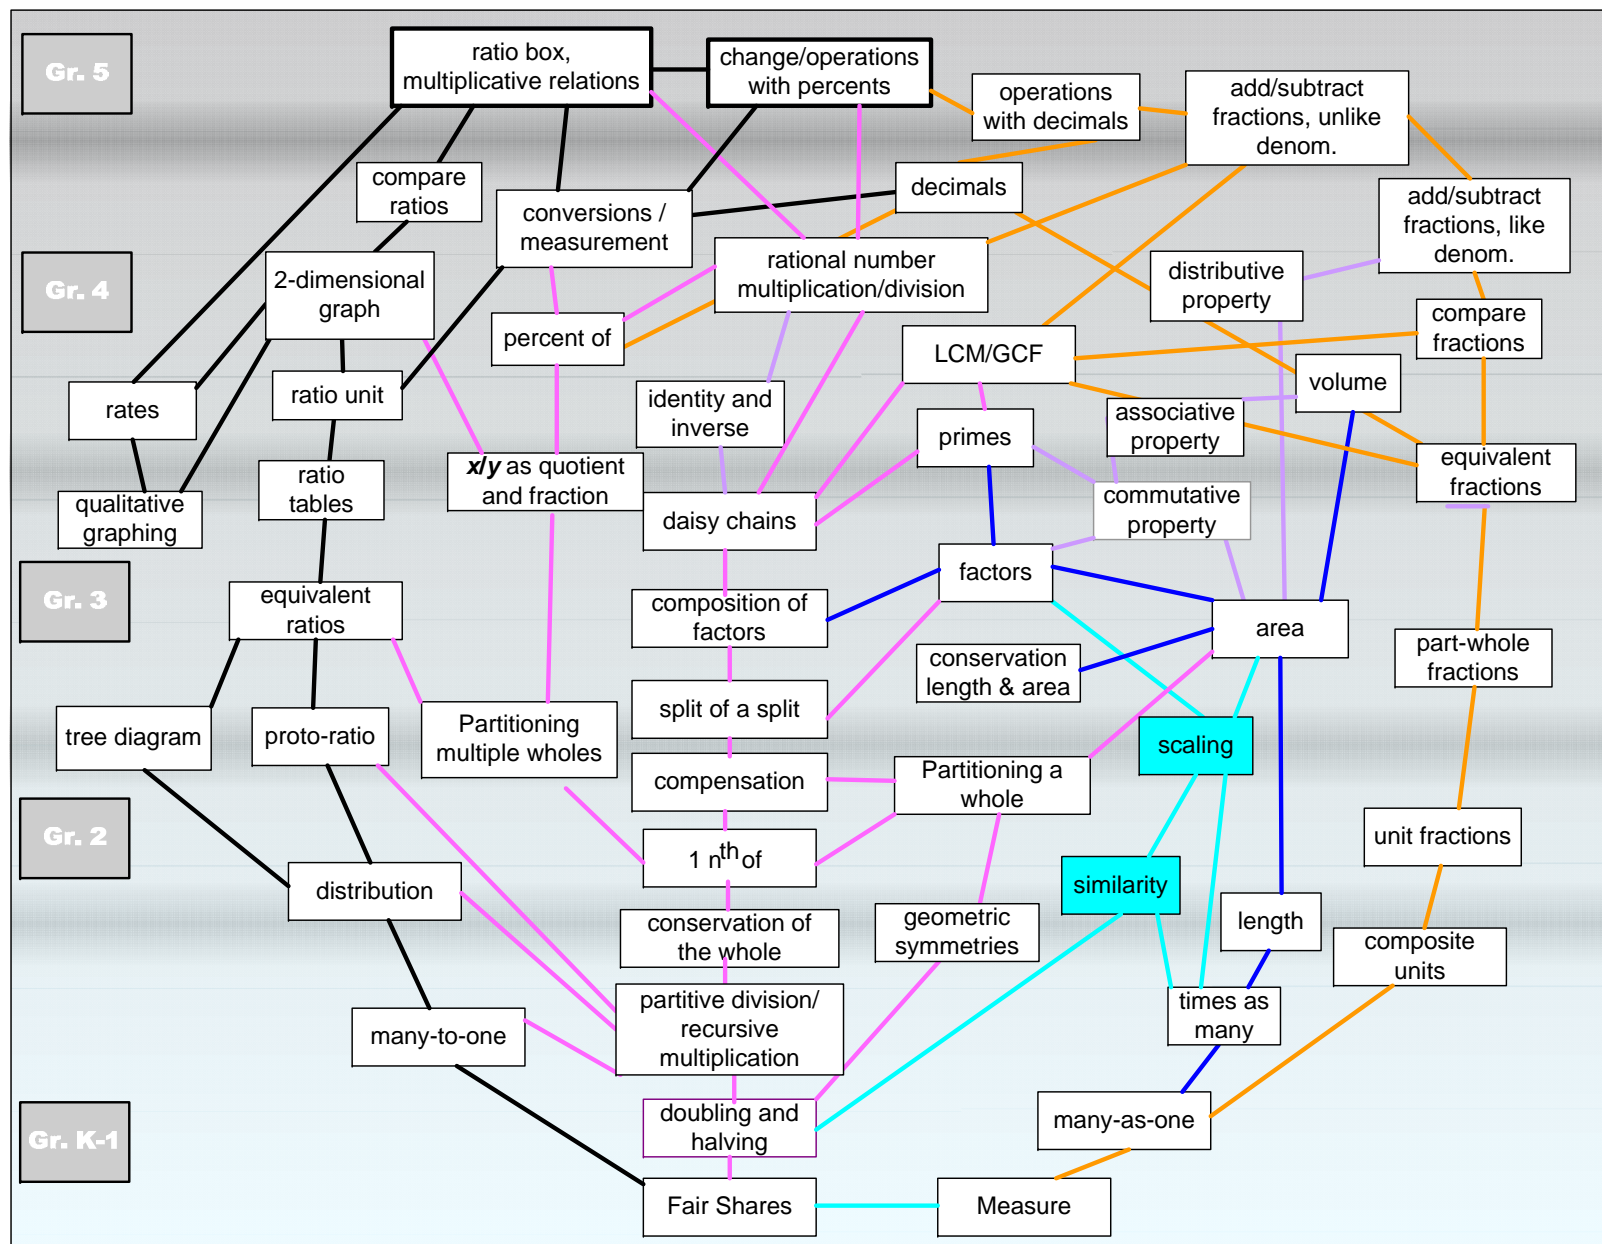 Gr. 5
ratio box,
multiplicative relations
change/operations
with percents
operations
with decimals
add/subtract
fractions, unlike
denom.
compare
ratios
conversions /
measurement
decimals
add/subtract
fractions, like
denom.
Gr. 4
2-dimensional
graph
rational number
multiplication/division
distributive
property
percent of
LCM/GCF
compare
fractions
rates
ratio unit
identity and
inverse
primes
associative
property
volume
qualitative
graphing
ratio
tables
x/y as quotient
and fraction
daisy chains
commutative
property
equivalent
fractions
Gr. 3
equivalent
ratios
composition of
factors
factors
area
conservation
length & area
part-whole
fractions
tree diagram
proto-ratio
Partitioning
multiple wholes
split of a split
scaling
compensation
Partitioning a
whole
Gr. 2
1 nth of
unit fractions
distribution
similarity
conservation of
the whole
geometric
symmetries
length
composite
units
many-to-one
partitive division/
recursive
multiplication
times as
many
Gr. K-1
doubling and
halving
many-as-one
Fair Shares
Measure